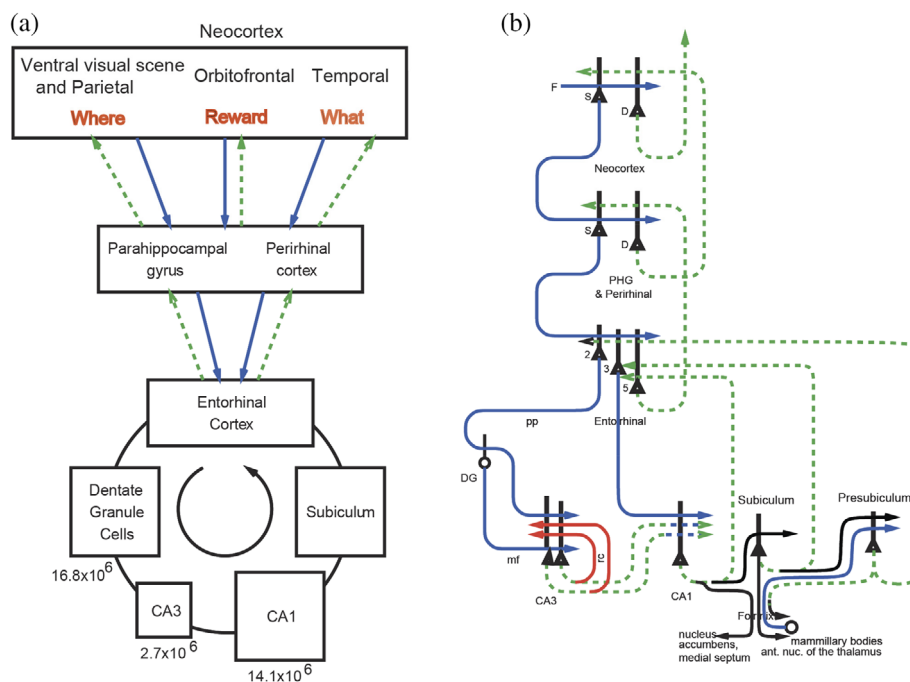 (a)
Neocortex
Ventral visual scene
and Parietal
Orbitofrontal
Temporal
Where
Reward
What
Parahippocampal
gyrus
Perirhinal
cortex
Entorhinal
Cortex
Dentate
Granule
Cells
Subiculum
16.8x10^6
CA3
2.7x10^6
CA1
14.1x10^6
(b)
F
S
D
Neocortex
S
D
PHG
& Perirhinal
2
3
5
pp
Entorhinal
DG
mf
rc
CA3
CA1
Subiculum
Presubiculum
Fornix
nucleus
accumbens,
medial septum
mammillary bodies
ant. nuc. of the thalamus